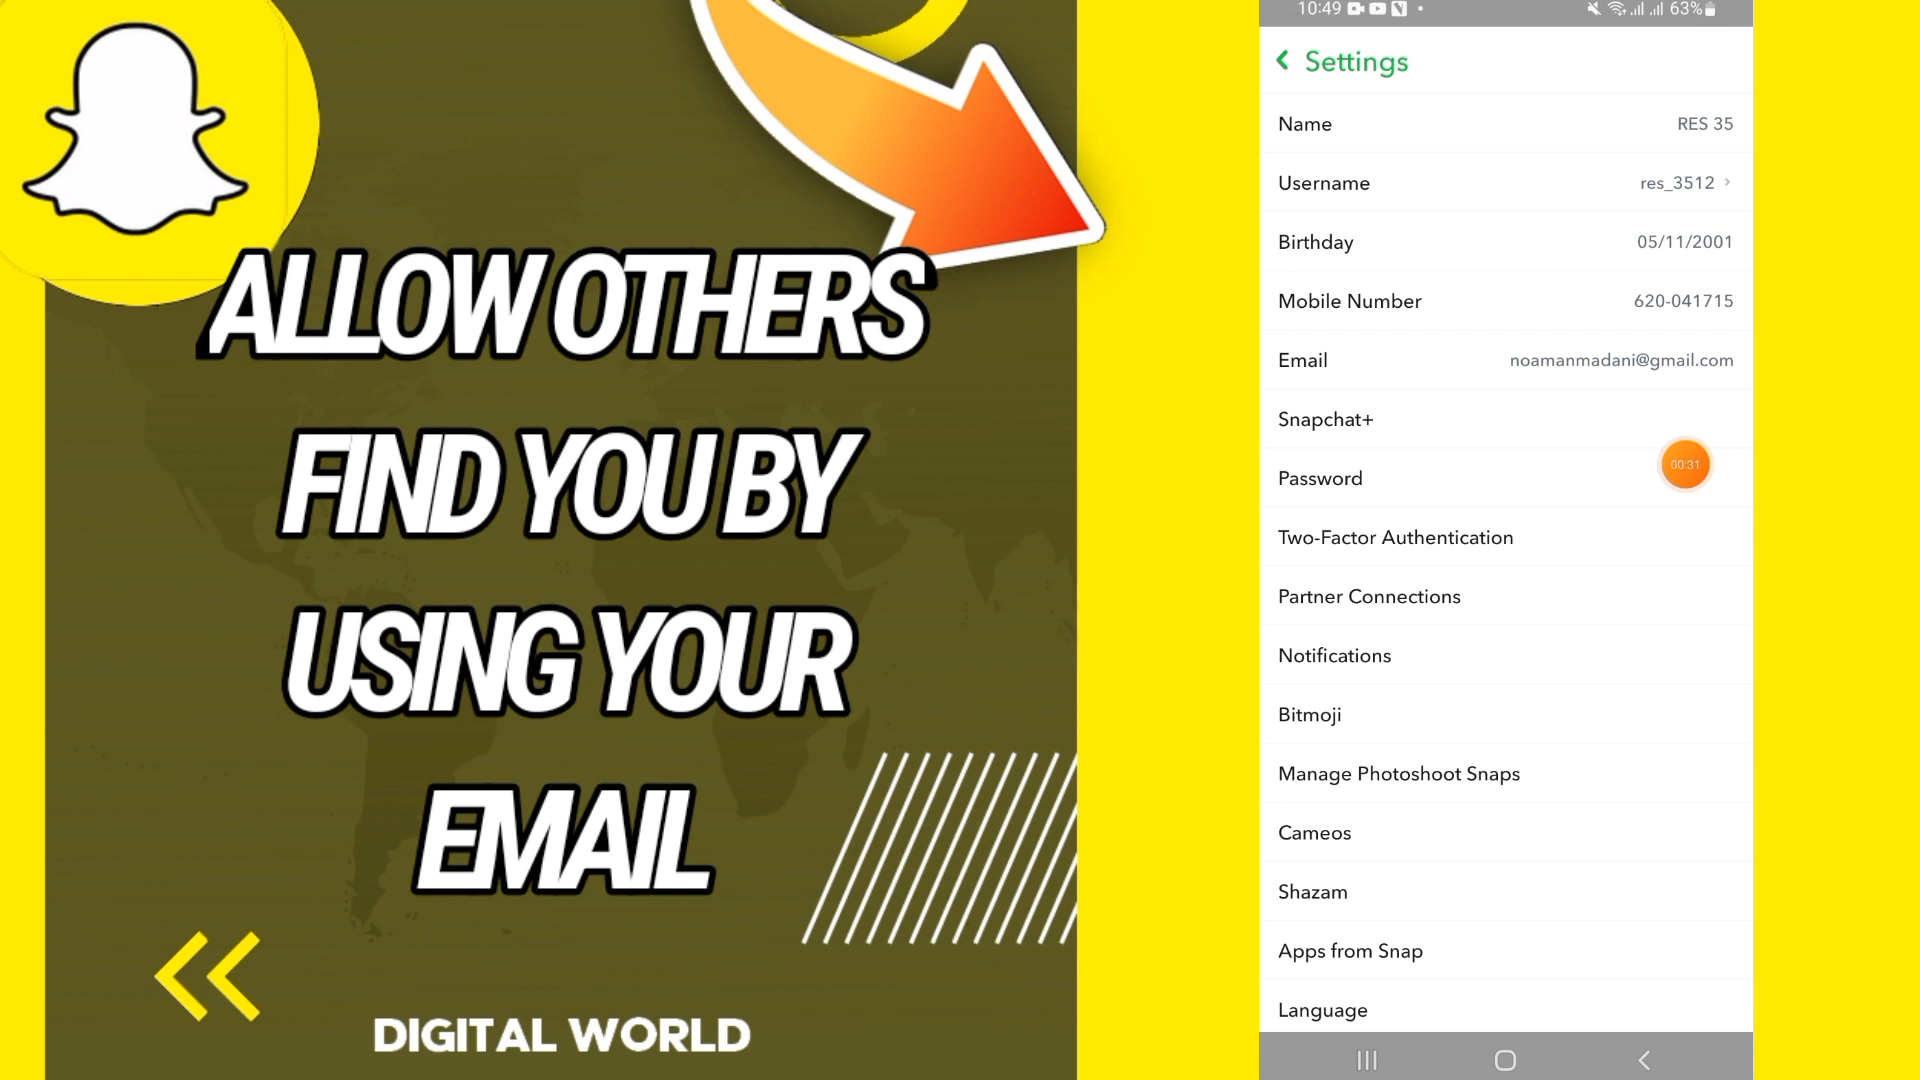 ALLOW OTHERS
FIND YOU BY
USING YOUR
EMAIL
DIGITAL WORLD
10:49
63%
Settings
Name
RES 35
Username
res_3512
Birthday
05/11/2001
Mobile Number
620-041715
Email
noamanmadani@gmail.com
Snapchat+
Password
00:31
Two-Factor Authentication
Partner Connections
Notifications
Bitmoji
Manage Photoshoot Snaps
Cameos
Shazam
Apps from Snap
Language